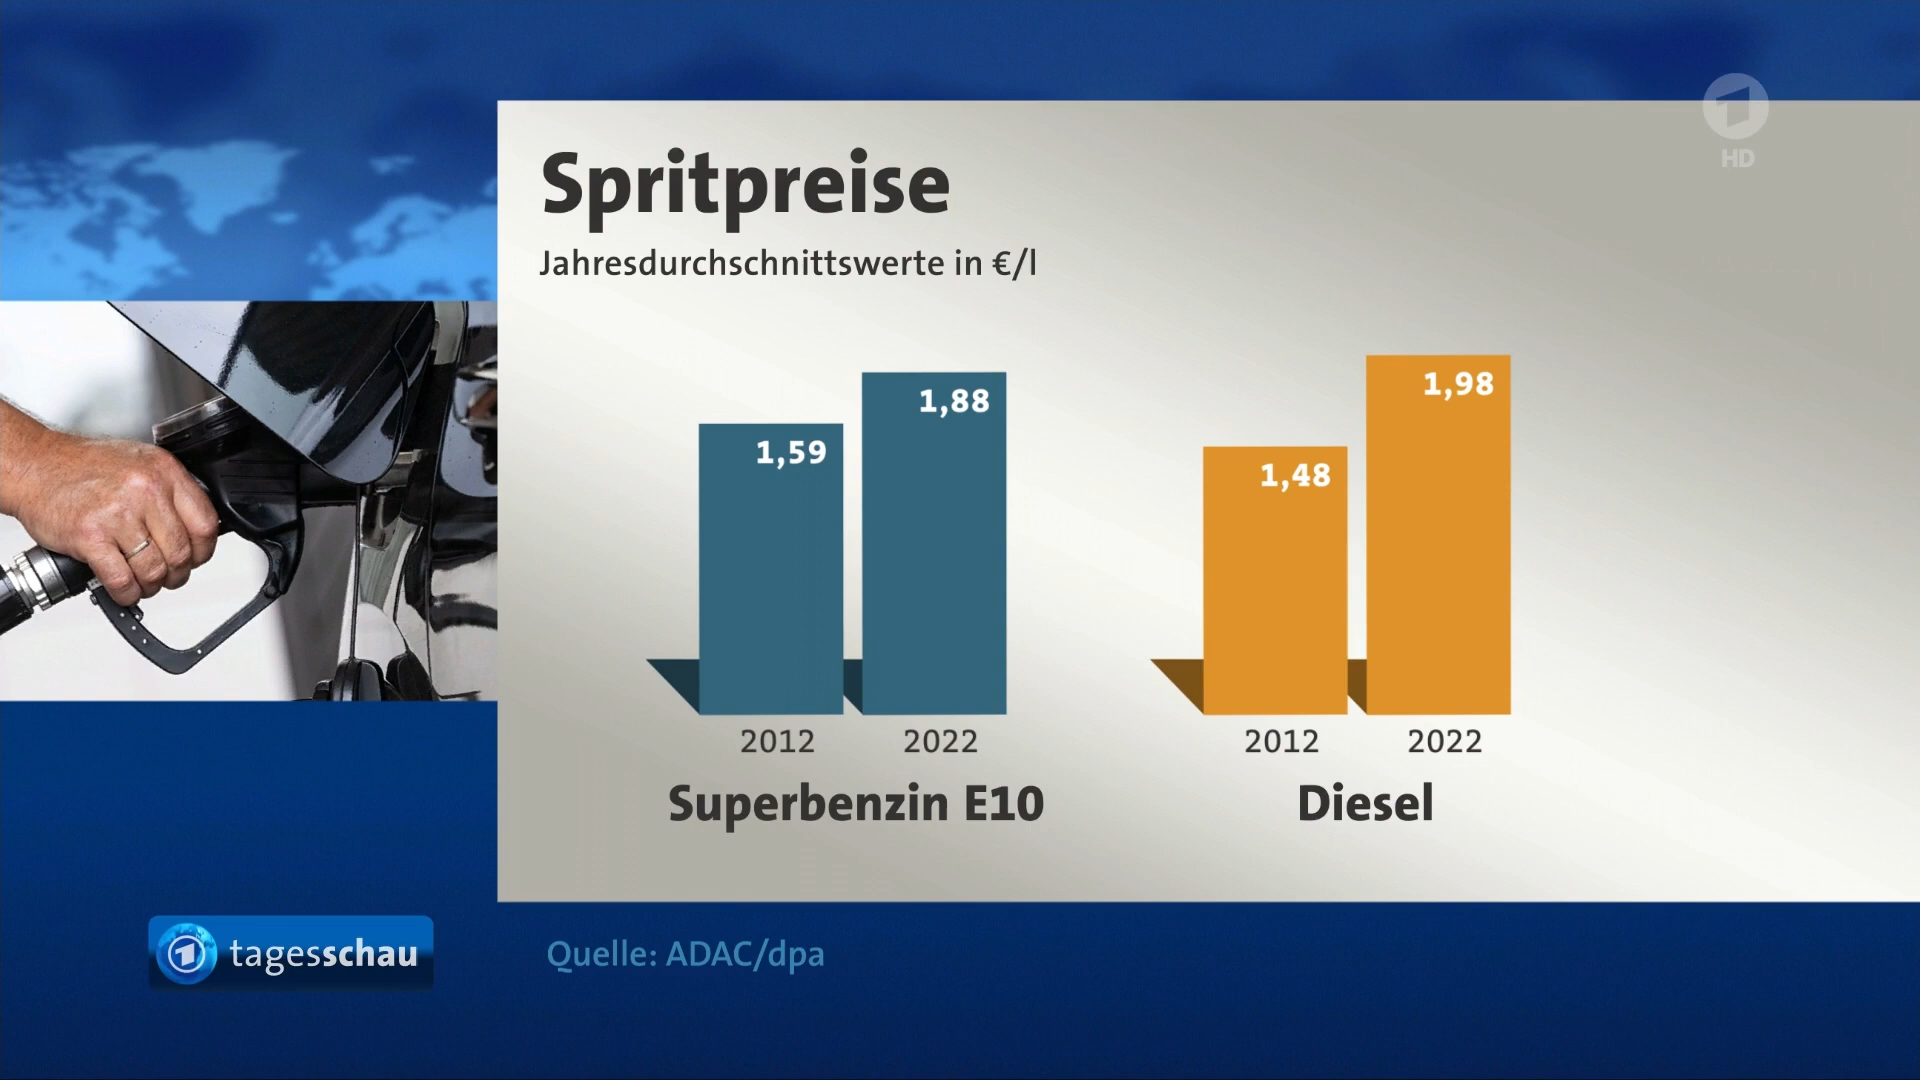 HD
Spritpreise
Jahresdurchschnittswerte in €/l
1,59
1,88
1,48
1,98
2012
2022
2012
2022
Superbenzin E10
Diesel
tagesschau
Quelle: ADAC/dpa